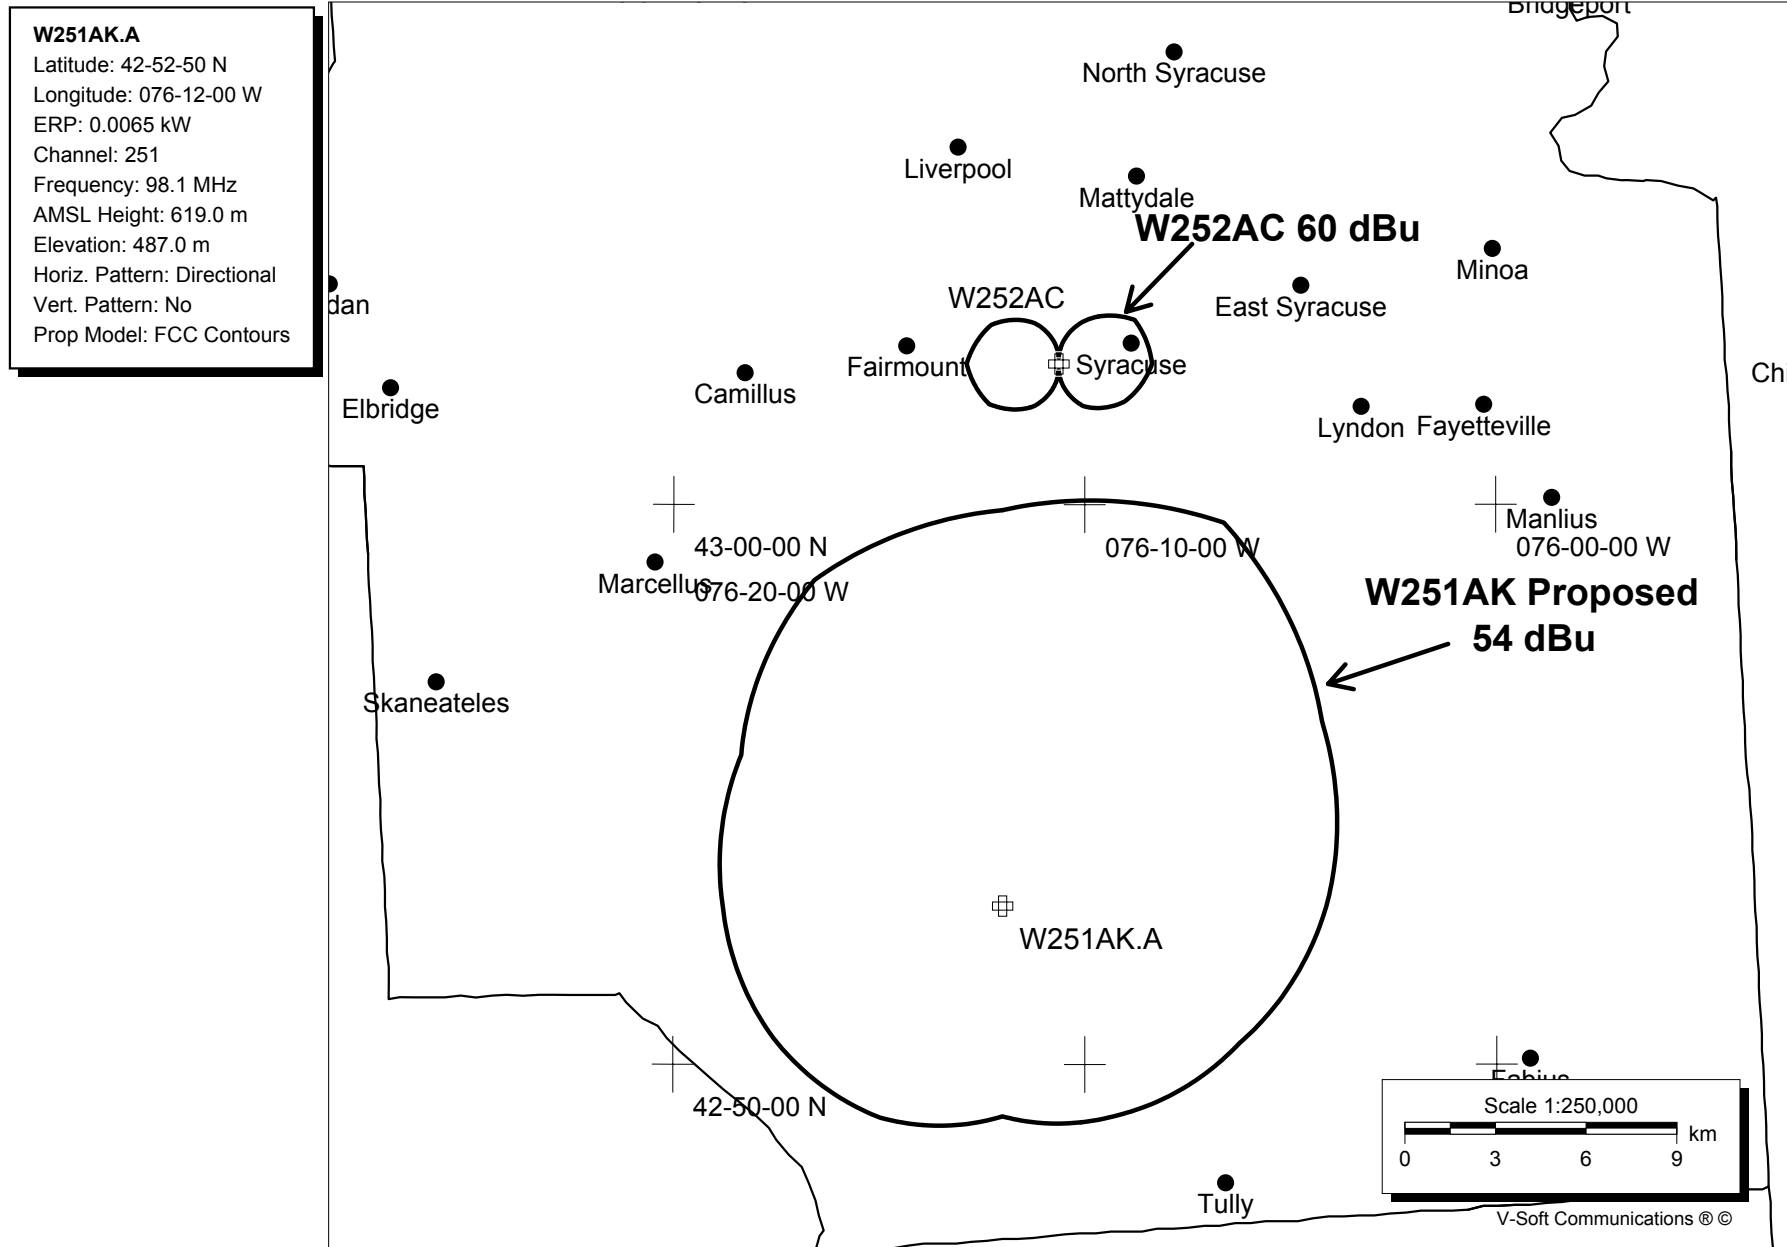 W251AK.A
Latitude: 42-52-50 N
Longitude: 076-12-00 W
ERP: 0.0065 kW
Channel: 251
Frequency: 98.1 MHz
AMSL Height: 619.0 m
Elevation: 487.0 m
Horiz. Pattern: Directional
Vert. Pattern: No
Prop Model: FCC Contours
Bridgeport
North Syracuse
Liverpool
Mattydale
W252AC 60 dBu
Minoa
dan
W252AC
East Syracuse
Fairmount
Syracuse
Camillus
Chi
Elbridge
Lyndon
Fayetteville
Manlius
43-00-00 N
076-10-00 W
076-00-00 W
Marcellus
076-20-00 W
W251AK Proposed
54 dBu
Skaneateles
W251AK.A
Fabius
42-50-00 N
Scale 1:250,000
km
0 3 6 9
Tully
V-Soft Communications ® ©